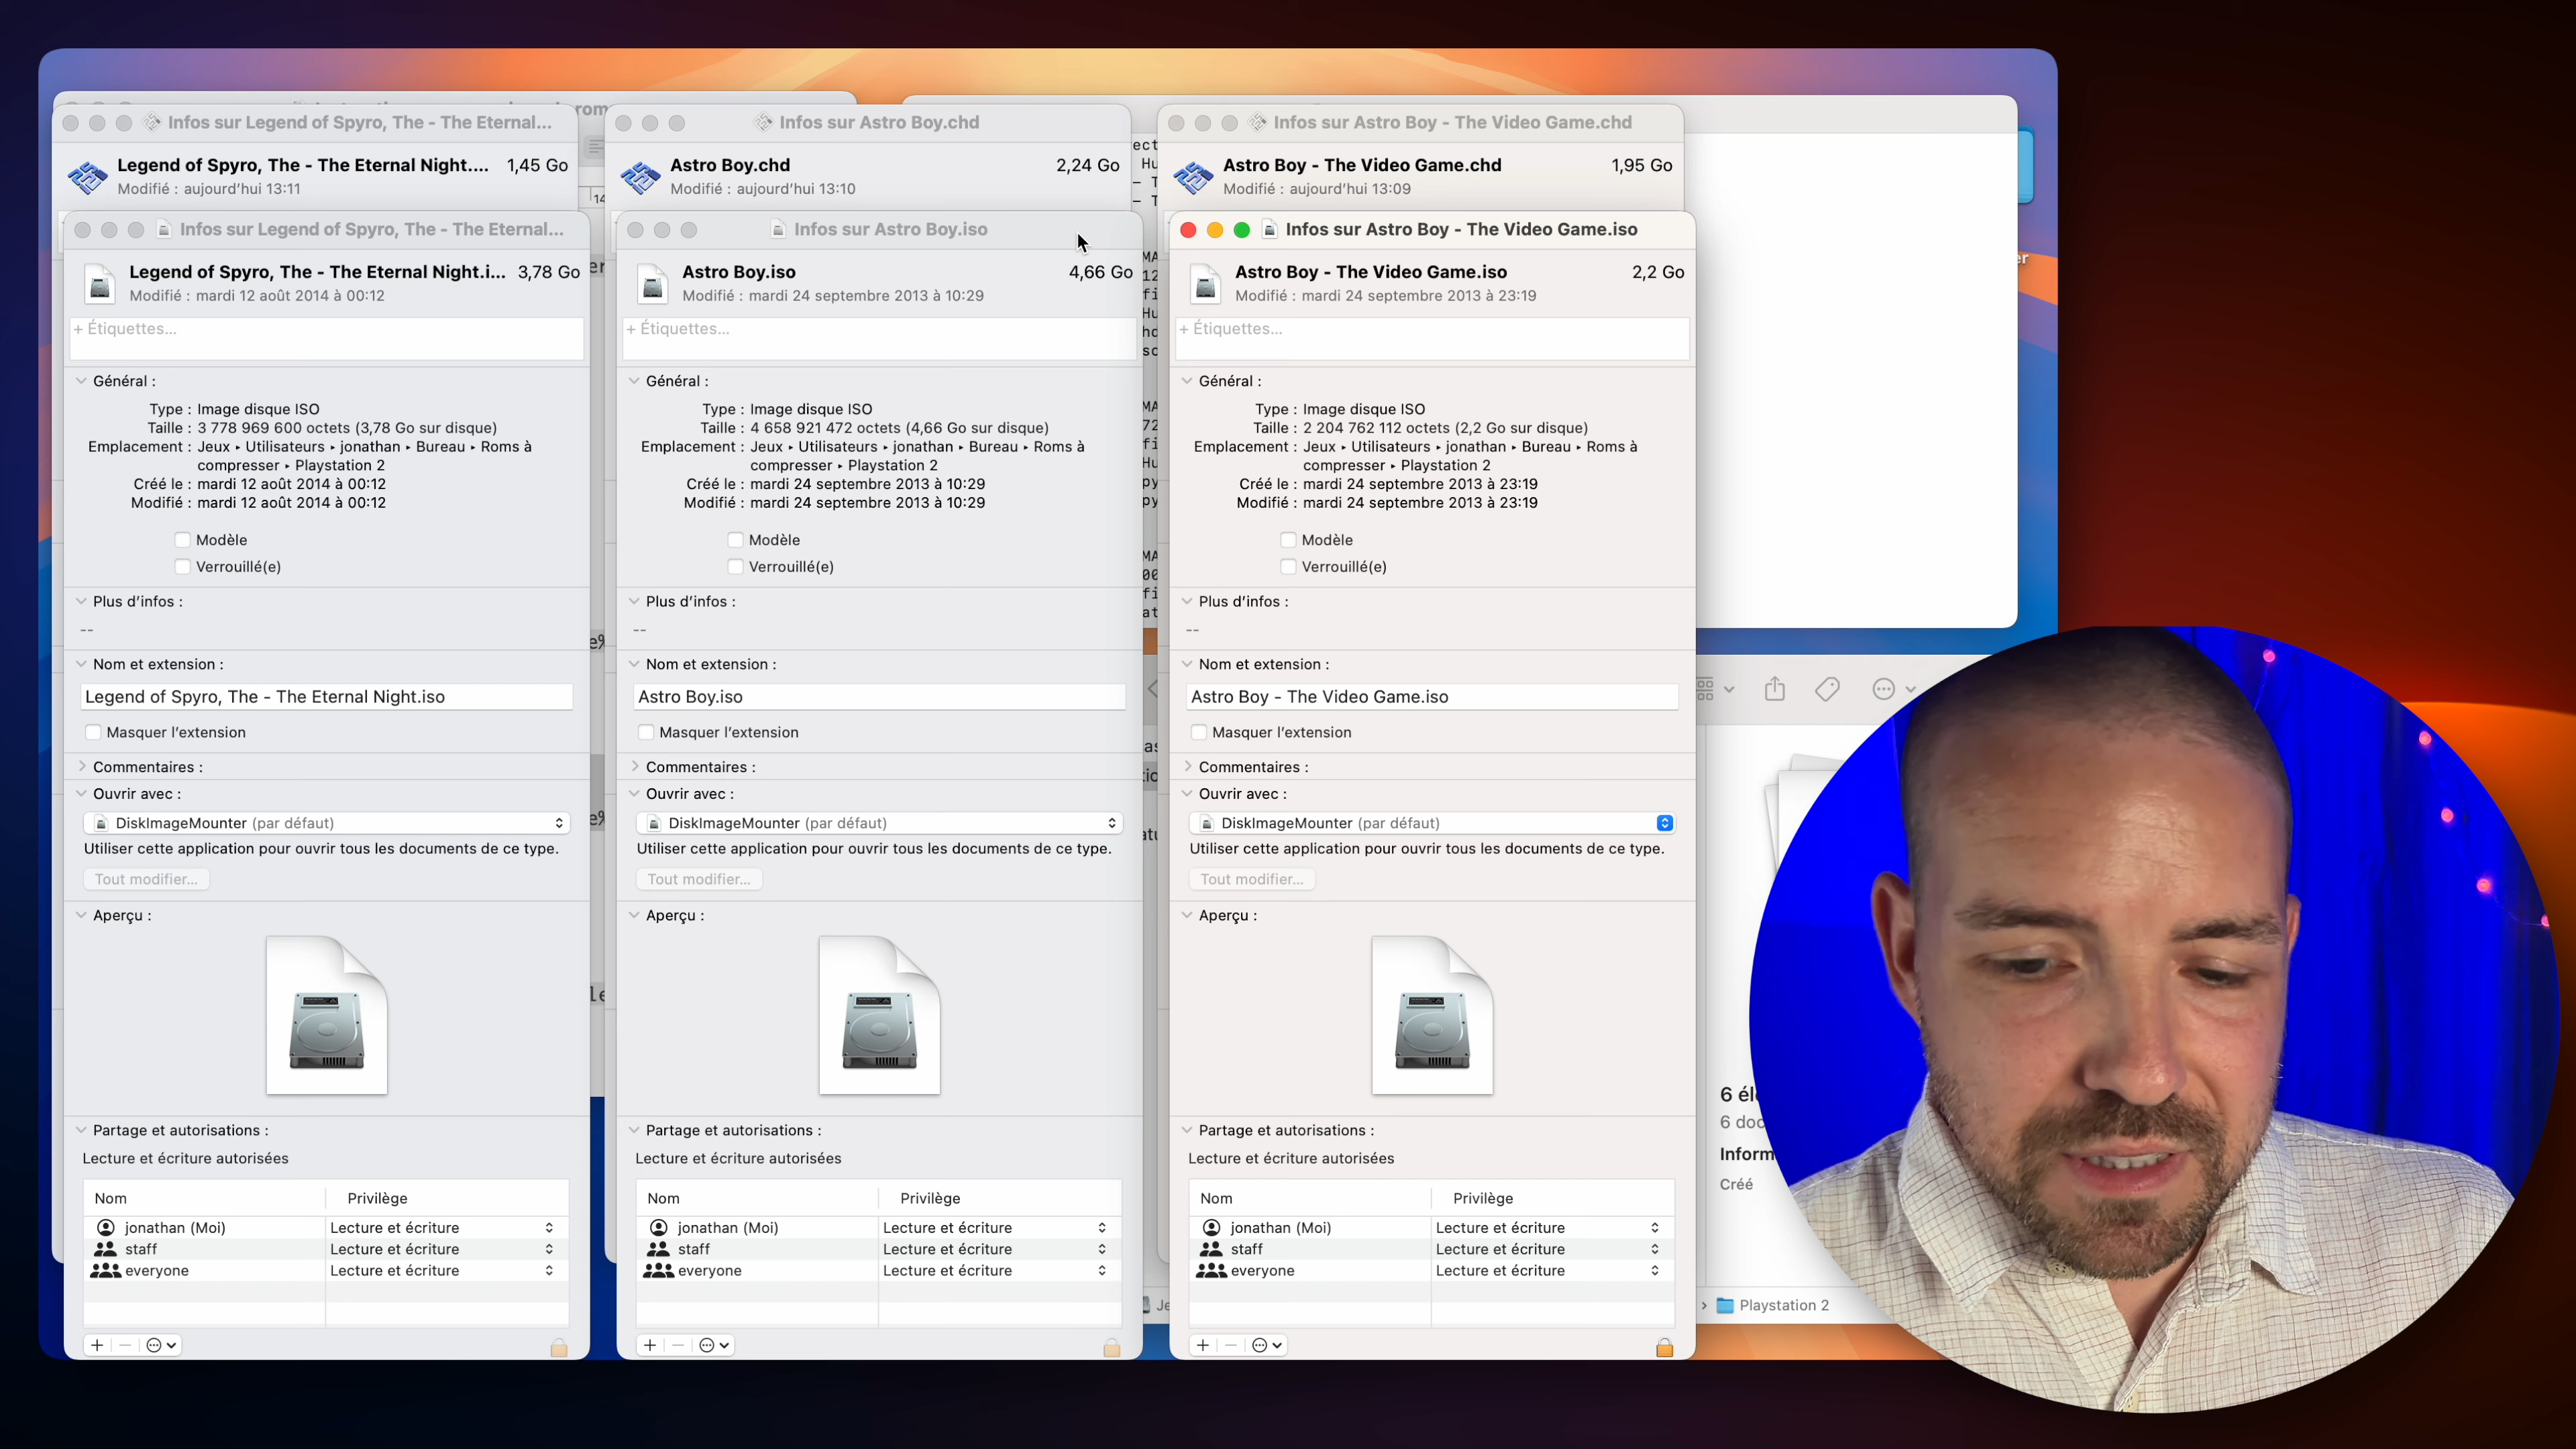 Infos sur Legend of Spyro, The - The Eternal...
Legend of Spyro, The - The Eternal Night.... 1,45 Go
Modifié : aujourd'hui 13:11
Infos sur Astro Boy.chd
Astro Boy.chd 2,24 Go
Modifié : aujourd'hui 13:10
Infos sur Astro Boy - The Video Game.chd
Astro Boy - The Video Game.chd 1,95 Go
Modifié : aujourd'hui 13:09
Infos sur Legend of Spyro, The - The Eternal...
Legend of Spyro, The - The Eternal Night.i... 3,78 Go
Modifié : mardi 12 août 2014 à 00:12
+ Étiquettes...
Général :
Type : Image disque ISO
Taille : 3 778 969 600 octets (3,78 Go sur disque)
Emplacement : Jeux ‣ Utilisateurs ‣ jonathan ‣ Bureau ‣ Roms à
compresser ‣ Playstation 2
Créé le : mardi 12 août 2014 à 00:12
Modifié : mardi 12 août 2014 à 00:12
Modèle
Verrouillé(e)
Plus d'infos :
--
Nom et extension :
Legend of Spyro, The - The Eternal Night.iso
Masquer l'extension
Commentaires :
Ouvrir avec :
DiskImageMounter (par défaut)
Utiliser cette application pour ouvrir tous les documents de ce type.
Tout modifier...
Aperçu :
Partage et autorisations :
Lecture et écriture autorisées
Nom Privilège
jonathan (Moi) Lecture et écriture
staff Lecture et écriture
everyone Lecture et écriture
Infos sur Astro Boy.iso
Astro Boy.iso 4,66 Go
Modifié : mardi 24 septembre 2013 à 10:29
+ Étiquettes...
Général :
Type : Image disque ISO
Taille : 4 658 921 472 octets (4,66 Go sur disque)
Emplacement : Jeux ‣ Utilisateurs ‣ jonathan ‣ Bureau ‣ Roms à
compresser ‣ Playstation 2
Créé le : mardi 24 septembre 2013 à 10:29
Modifié : mardi 24 septembre 2013 à 10:29
Modèle
Verrouillé(e)
Plus d'infos :
--
Nom et extension :
Astro Boy.iso
Masquer l'extension
Commentaires :
Ouvrir avec :
DiskImageMounter (par défaut)
Utiliser cette application pour ouvrir tous les documents de ce type.
Tout modifier...
Aperçu :
Partage et autorisations :
Lecture et écriture autorisées
Nom Privilège
jonathan (Moi) Lecture et écriture
staff Lecture et écriture
everyone Lecture et écriture
Infos sur Astro Boy - The Video Game.iso
Astro Boy - The Video Game.iso 2,2 Go
Modifié : mardi 24 septembre 2013 à 23:19
+ Étiquettes...
Général :
Type : Image disque ISO
Taille : 2 204 762 112 octets (2,2 Go sur disque)
Emplacement : Jeux ‣ Utilisateurs ‣ jonathan ‣ Bureau ‣ Roms à
compresser ‣ Playstation 2
Créé le : mardi 24 septembre 2013 à 23:19
Modifié : mardi 24 septembre 2013 à 23:19
Modèle
Verrouillé(e)
Plus d'infos :
--
Nom et extension :
Astro Boy - The Video Game.iso
Masquer l'extension
Commentaires :
Ouvrir avec :
DiskImageMounter (par défaut)
Utiliser cette application pour ouvrir tous les documents de ce type.
Tout modifier...
Aperçu :
Partage et autorisations :
Lecture et écriture autorisées
Nom Privilège
jonathan (Moi) Lecture et écriture
staff Lecture et écriture
everyone Lecture et écriture
Créé
Playstation 2